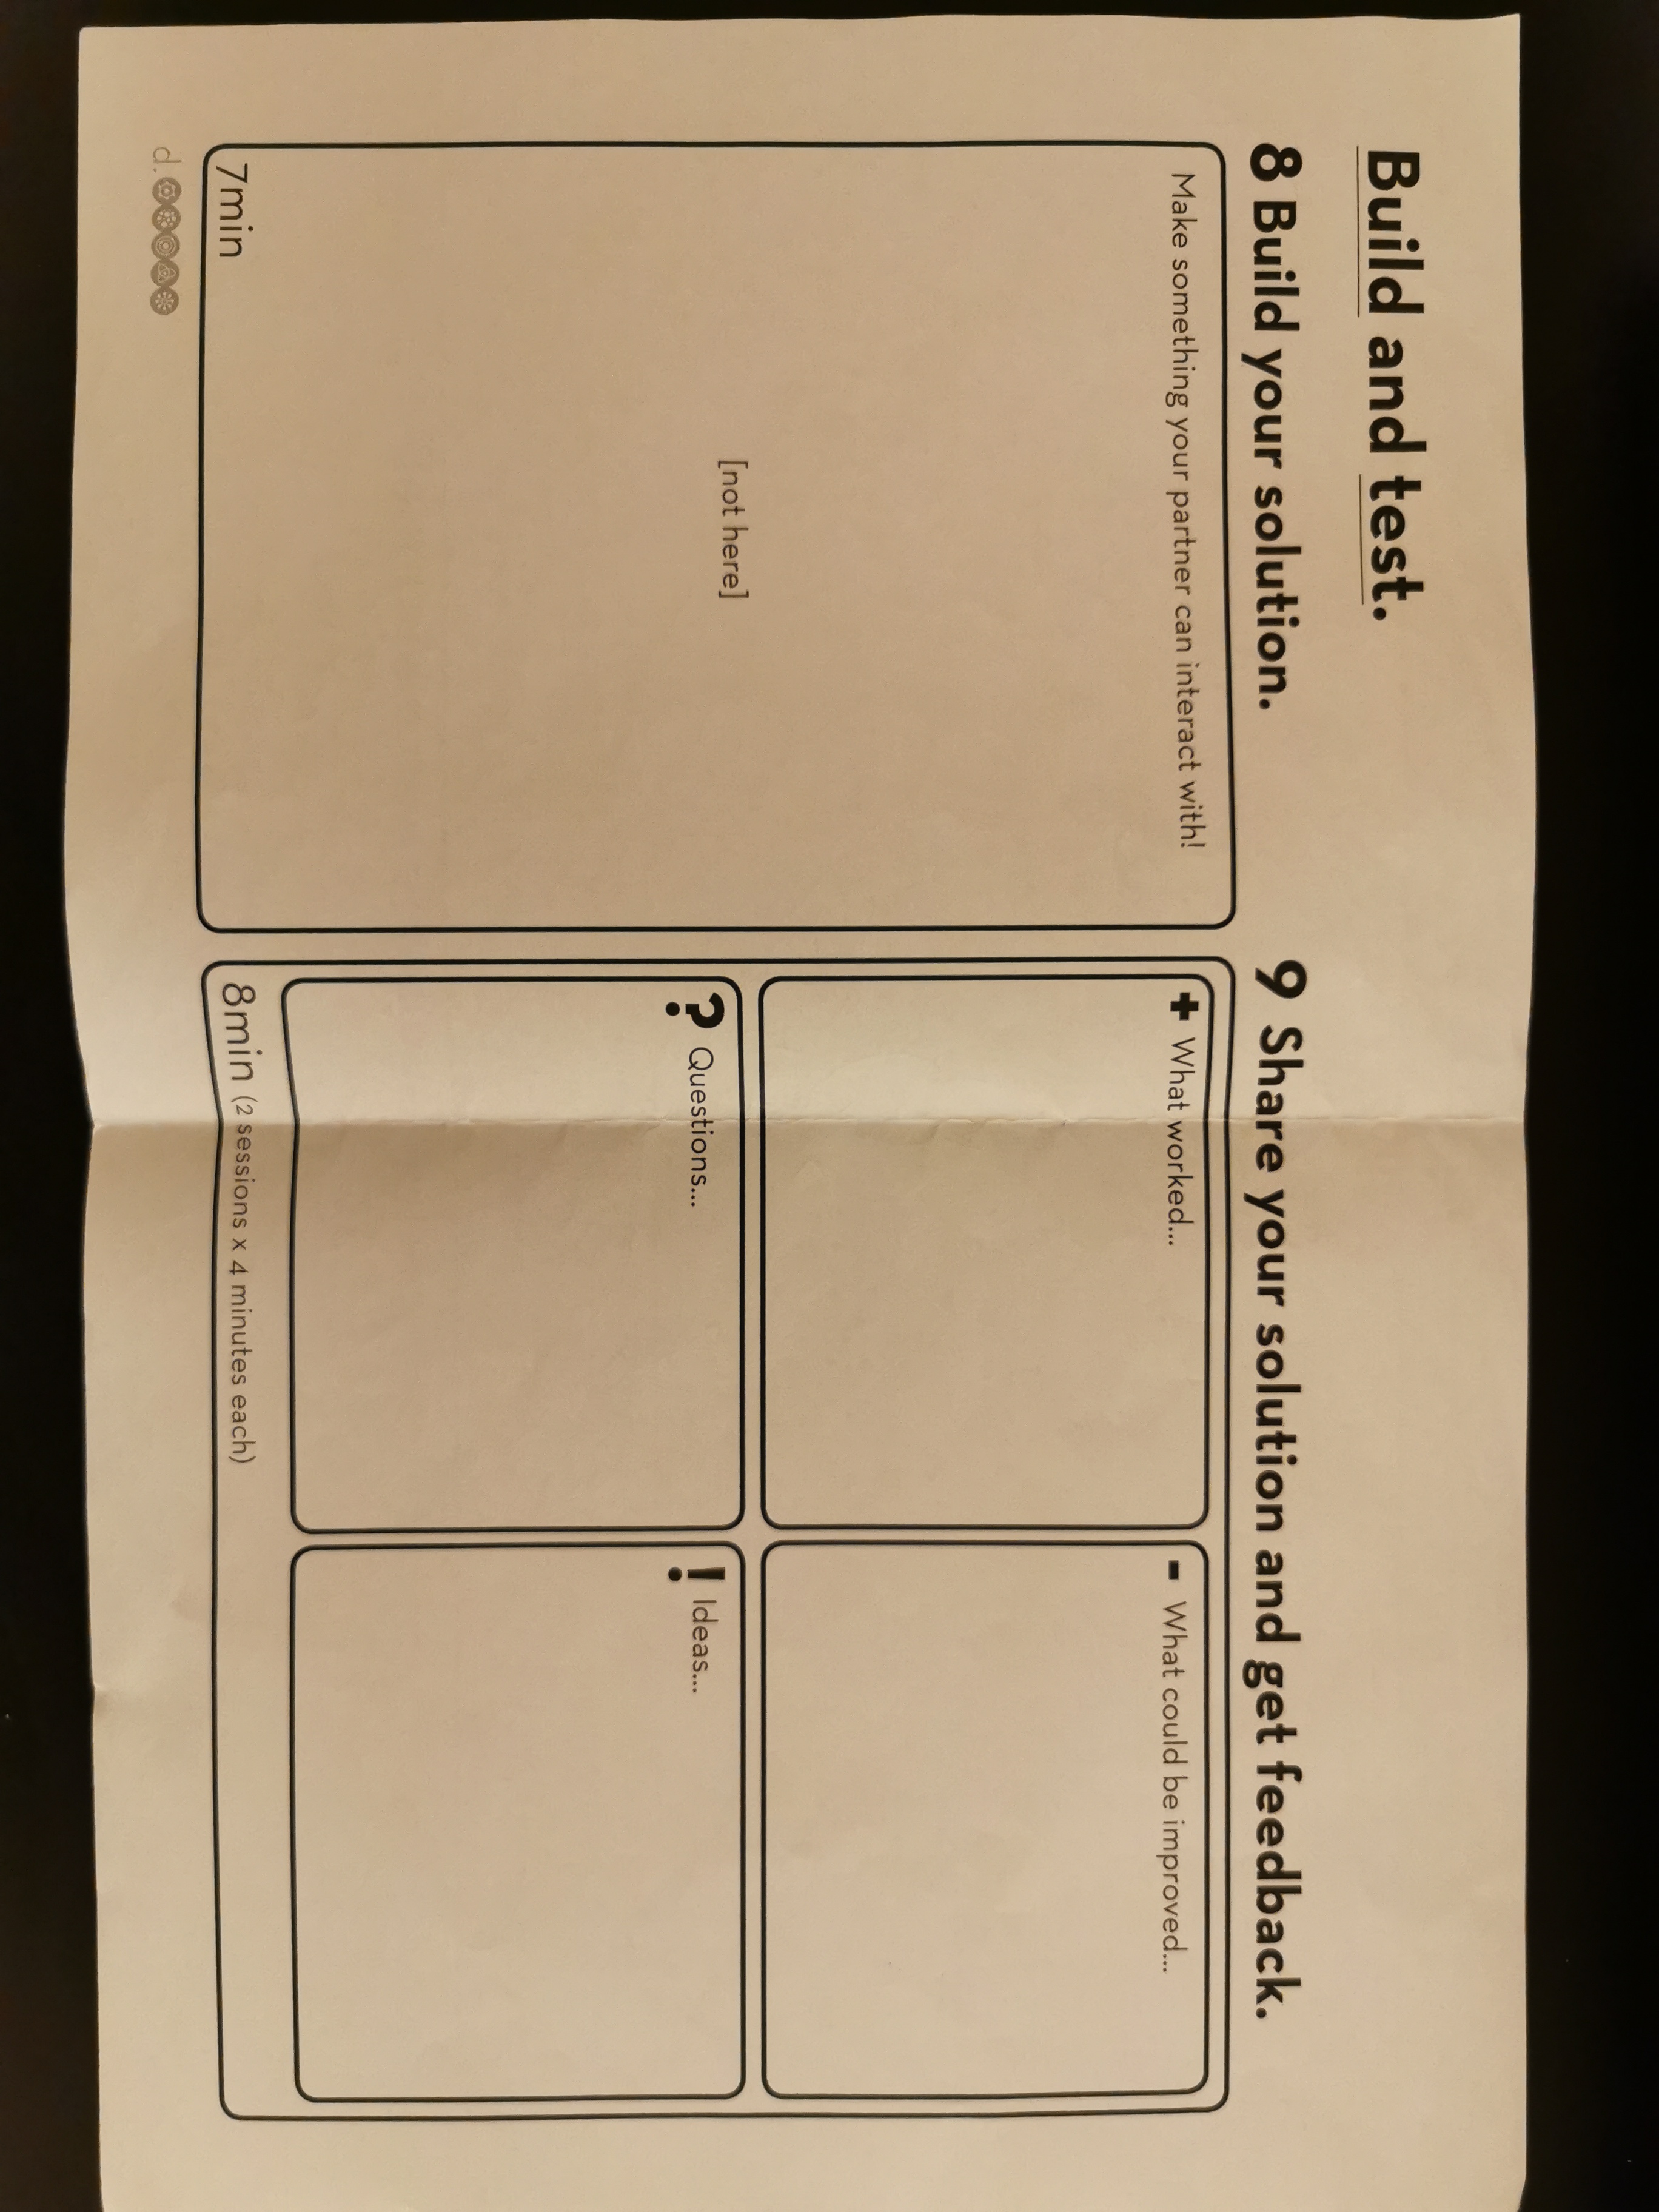 Build and test.
8 Build your solution.
Make something your partner can interact with!
[not here]
7min
9 Share your solution and get feedback.
+ What worked...
- What could be improved...
? Questions...
! Ideas...
8min (2 sessions x 4 minutes each)
d.